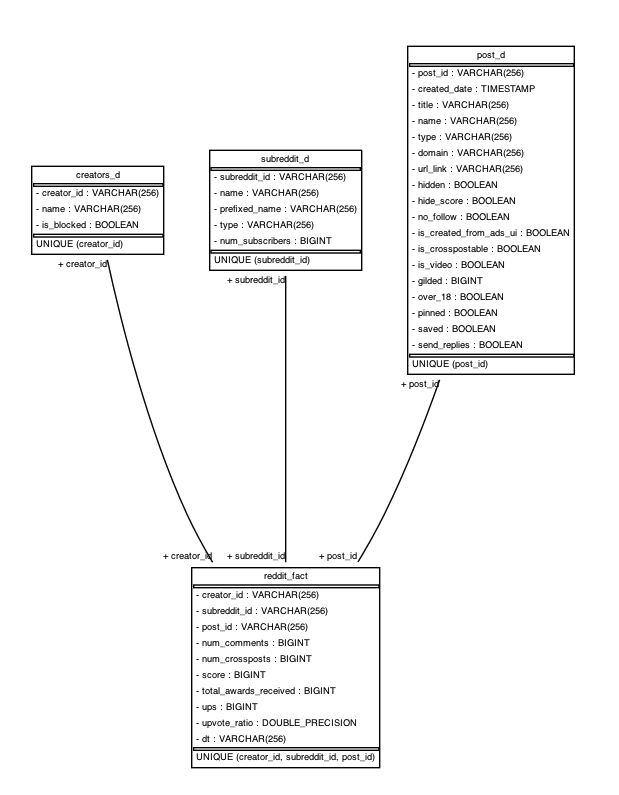 post_d
- post_id : VARCHAR(256)
- created_date : TIMESTAMP
- title : VARCHAR(256)
- name : VARCHAR(256)
- type : VARCHAR(256)
- domain : VARCHAR(256)
- url_link : VARCHAR(256)
- hidden : BOOLEAN
- hide_score : BOOLEAN
- no_follow : BOOLEAN
- is_created_from_ads_ui : BOOLEAN
- is_crosspostable : BOOLEAN
- is_video : BOOLEAN
- gilded : BIGINT
- over_18 : BOOLEAN
- pinned : BOOLEAN
- saved : BOOLEAN
- send_replies : BOOLEAN
UNIQUE (post_id)
subreddit_d
- subreddit_id : VARCHAR(256)
- name : VARCHAR(256)
- prefixed_name : VARCHAR(256)
- type : VARCHAR(256)
- num_subscribers : BIGINT
UNIQUE (subreddit_id)
creators_d
- creator_id : VARCHAR(256)
- name : VARCHAR(256)
- is_blocked : BOOLEAN
UNIQUE (creator_id)
+ creator_id
+ subreddit_id
+ post_id
+ creator_id
+ subreddit_id
+ post_id
reddit_fact
- creator_id : VARCHAR(256)
- subreddit_id : VARCHAR(256)
- post_id : VARCHAR(256)
- num_comments : BIGINT
- num_crossposts : BIGINT
- score : BIGINT
- total_awards_received : BIGINT
- ups : BIGINT
- upvote_ratio : DOUBLE_PRECISION
- dt : VARCHAR(256)
UNIQUE (creator_id, subreddit_id, post_id)